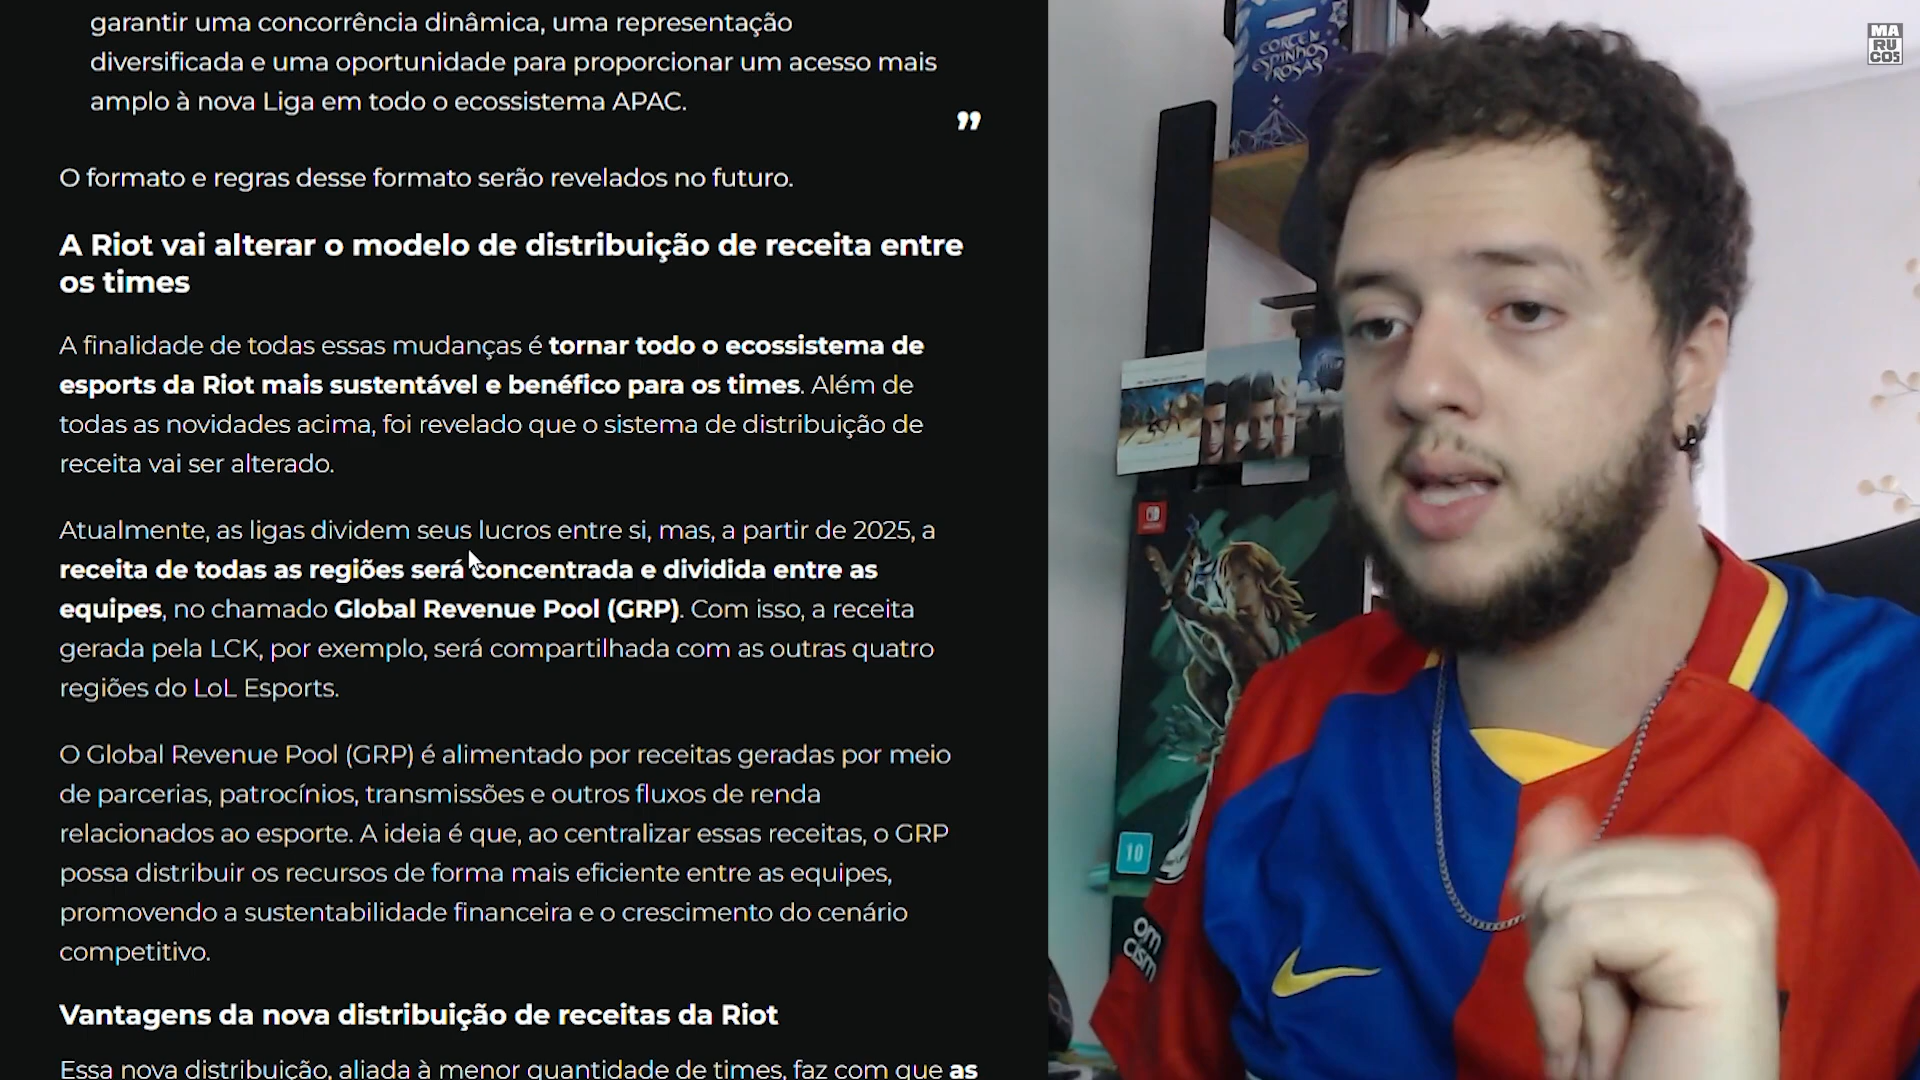 garantir uma concorrência dinâmica, uma representação
diversificada e uma oportunidade para proporcionar um acesso mais
amplo à nova Liga em todo o ecossistema APAC.
”
O formato e regras desse formato serão revelados no futuro.
A Riot vai alterar o modelo de distribuição de receita entre
os times
A finalidade de todas essas mudanças é tornar todo o ecossistema de
esports da Riot mais sustentável e benéfico para os times. Além de
todas as novidades acima, foi revelado que o sistema de distribuição de
receita vai ser alterado.
Atualmente, as ligas dividem seus lucros entre si, mas, a partir de 2025, a
receita de todas as regiões será concentrada e dividida entre as
equipes, no chamado Global Revenue Pool (GRP). Com isso, a receita
gerada pela LCK, por exemplo, será compartilhada com as outras quatro
regiões do LoL Esports.
O Global Revenue Pool (GRP) é alimentado por receitas geradas por meio
de parcerias, patrocínios, transmissões e outros fluxos de renda
relacionados ao esporte. A ideia é que, ao centralizar essas receitas, o GRP
possa distribuir os recursos de forma mais eficiente entre as equipes,
promovendo a sustentabilidade financeira e o crescimento do cenário
competitivo.
Vantagens da nova distribuição de receitas da Riot
Essa nova distribuição, aliada à menor quantidade de times, faz com que as
MA
RU
COS
CORTE
ESPINHOS
ROSAS
10